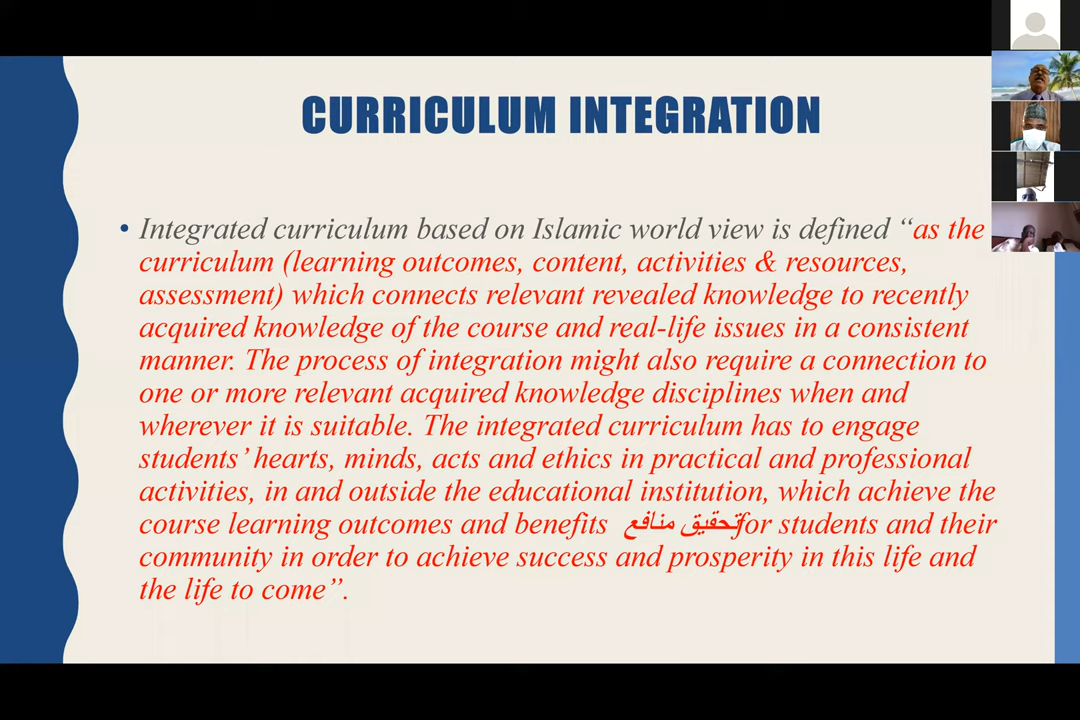 CURRICULUM INTEGRATION
• Integrated curriculum based on Islamic world view is defined “as the
curriculum (learning outcomes, content, activities & resources,
assessment) which connects relevant revealed knowledge to recently
acquired knowledge of the course and real-life issues in a consistent
manner. The process of integration might also require a connection to
one or more relevant acquired knowledge disciplines when and
wherever it is suitable. The integrated curriculum has to engage
students’ hearts, minds, acts and ethics in practical and professional
activities, in and outside the educational institution, which achieve the
course learning outcomes and benefits تحقيق منافع for students and their
community in order to achieve success and prosperity in this life and
the life to come”.